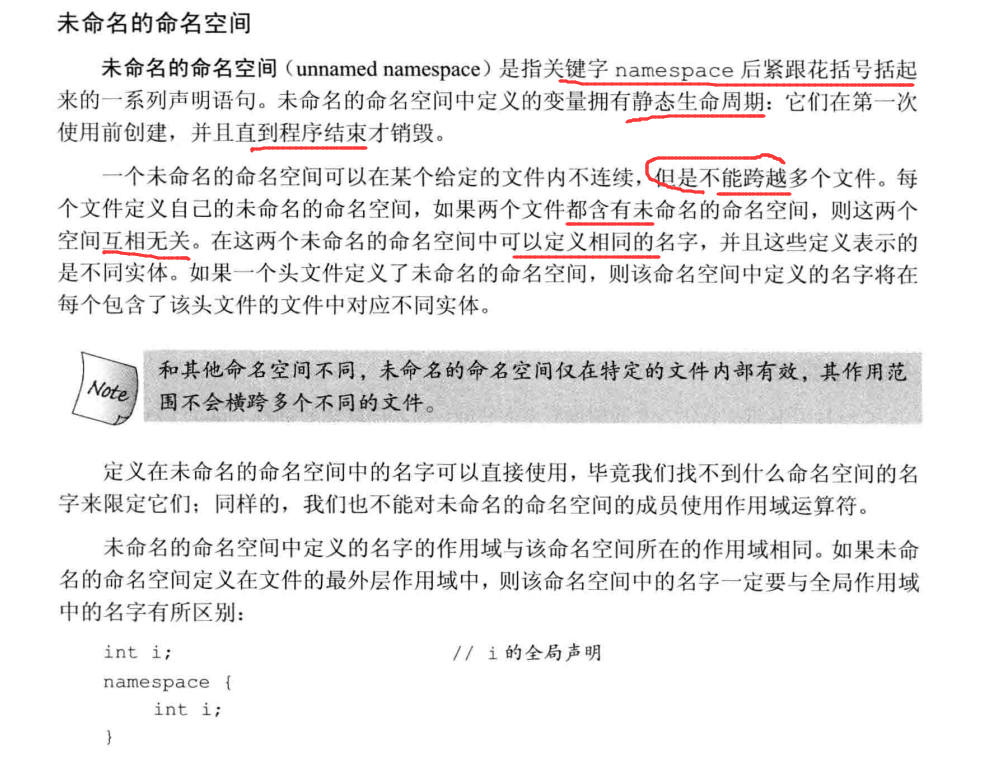 未命名的命名空间
未命名的命名空间（unnamed namespace）是指关键字 namespace 后紧跟花括号括起
来的一系列声明语句。未命名的命名空间中定义的变量拥有静态生命周期：它们在第一次
使用前创建，并且直到程序结束才销毁。
一个未命名的命名空间可以在某个给定的文件内不连续，但是不能跨越多个文件。每
个文件定义自己的未命名的命名空间，如果两个文件都含有未命名的命名空间，则这两个
空间互相无关。在这两个未命名的命名空间中可以定义相同的名字，并且这些定义表示的
是不同实体。如果一个头文件定义了未命名的命名空间，则该命名空间中定义的名字将在
每个包含了该头文件的文件中对应不同实体。
Note
和其他命名空间不同，未命名的命名空间仅在特定的文件内部有效，其作用范
围不会横跨多个不同的文件。
定义在未命名的命名空间中的名字可以直接使用，毕竟我们找不到什么命名空间的名
字来限定它们；同样的，我们也不能对未命名的命名空间的成员使用作用域运算符。
未命名的命名空间中定义的名字的作用域与该命名空间所在的作用域相同。如果未命
名的命名空间定义在文件的最外层作用域中，则该命名空间中的名字一定要与全局作用域
中的名字有所区别：
int i; // i 的全局声明
namespace {
int i;
}